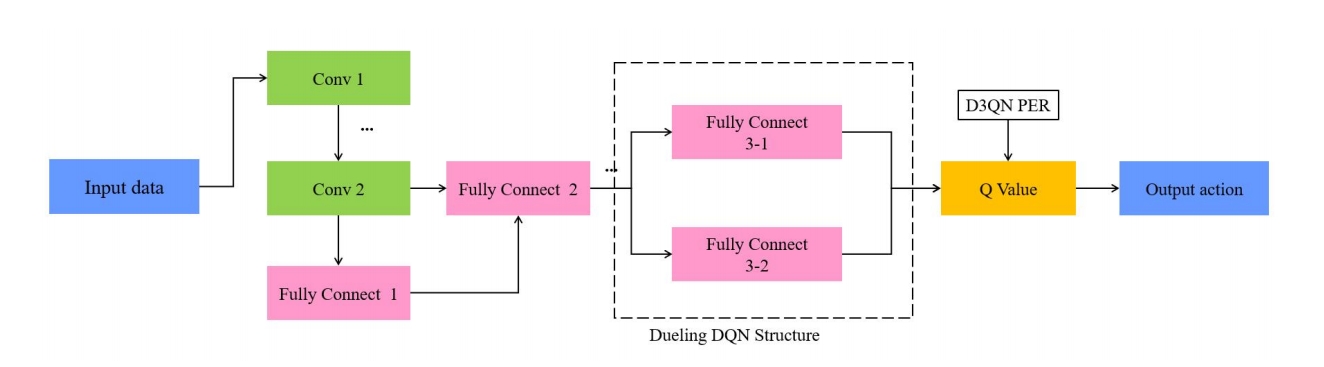 Input data
Conv 1
...
Conv 2
Fully Connect 1
Fully Connect 2
...
Fully Connect
3-1
Fully Connect
3-2
Dueling DQN Structure
D3QN PER
Q Value
Output action